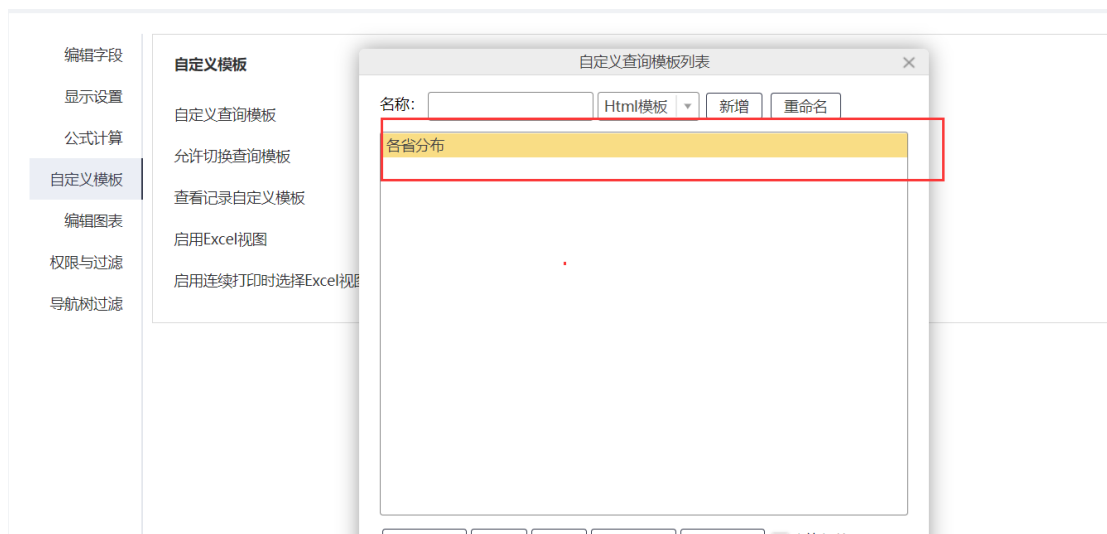 编辑字段
显示设置
公式计算
自定义模板
编辑图表
权限与过滤
导航树过滤
自定义模板
自定义查询模板
允许切换查询模板
查看记录自定义模板
启用Excel视图
启用连续打印时选择Excel视图
自定义查询模板列表
名称: Html模板 新增 重命名
各省分布